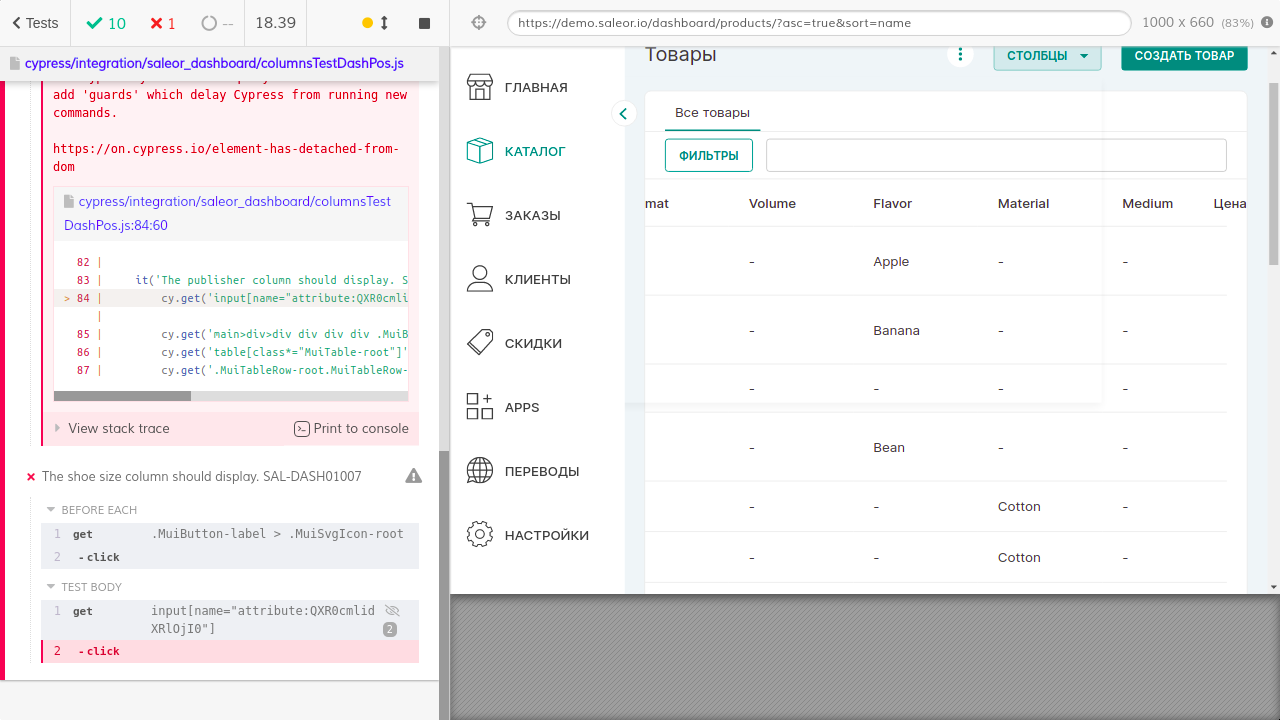 Tests
10
1
--
18.39
https://demo.saleor.io/dashboard/products/?asc=true&sort=name
1000 x 660 (83%)
cypress/integration/saleor_dashboard/columnsTestDashPos.js
add 'guards' which delay Cypress from running new
commands.
https://on.cypress.io/element-has-detached-from-
dom
cypress/integration/saleor_dashboard/columnsTest
DashPos.js:84:60
82 |
83 | it('The publisher column should display. S
> 84 | cy.get('input[name="attribute:QXR0cmli
|
85 | cy.get('main>div>div div div div .MuiB
86 | cy.get('table[class*="MuiTable-root"]'
87 | cy.get('.MuiTableRow-root.MuiTableRow-
View stack trace
Print to console
The shoe size column should display. SAL-DASH01007
BEFORE EACH
1 get .MuiButton-label > .MuiSvgIcon-root
2 -click
TEST BODY
1 get input[name="attribute:QXR0cmlid
XRlOjI0"] 2
2 -click
ГЛАВНАЯ
КАТАЛОГ
ЗАКАЗЫ
КЛИЕНТЫ
СКИДКИ
APPS
ПЕРЕВОДЫ
НАСТРОЙКИ
Товары
СТОЛБЦЫ
СОЗДАТЬ ТОВАР
Все товары
ФИЛЬТРЫ
mat Volume Flavor Material Medium Цена
- Apple - -
- Banana - -
- - - -
- Bean - -
- - Cotton -
- - Cotton -